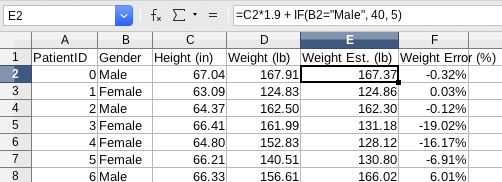 E2 fx Σ = =C2*1.9 + IF(B2="Male", 40, 5)
A B C D E F
1 PatientID Gender Height (in) Weight (lb) Weight Est. (lb) Weight Error (%)
2 0 Male 67.04 167.91 167.37 -0.32%
3 1 Female 63.09 124.83 124.86 0.03%
4 2 Male 64.37 162.50 162.30 -0.12%
5 3 Female 66.41 161.99 131.18 -19.02%
6 4 Female 64.80 152.83 128.12 -16.17%
7 5 Female 66.21 140.51 130.80 -6.91%
8 6 Male 66.33 156.61 166.02 6.01%